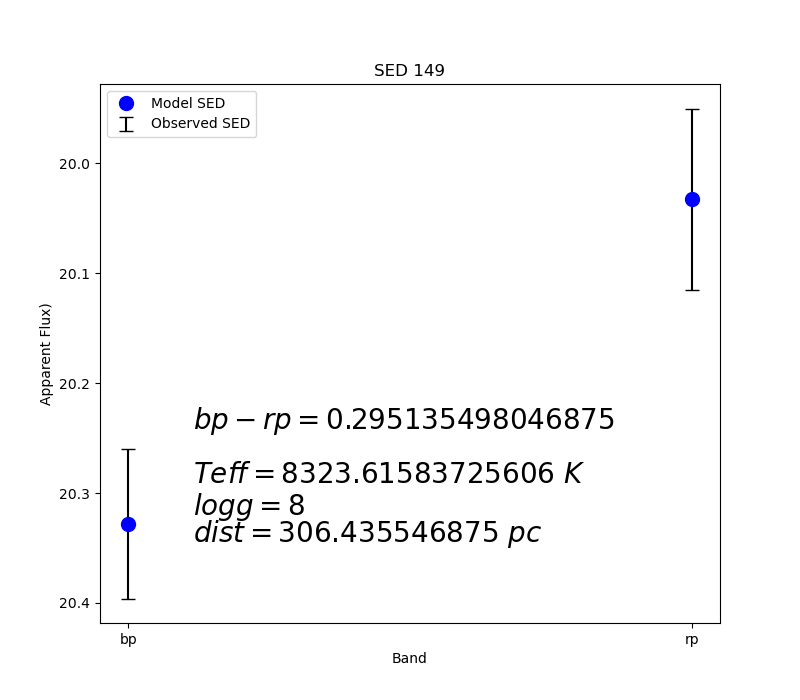 SED 149
Model SED
Observed SED
20.0
20.1
20.2
20.3
20.4
Apparent Flux)
bp − rp = 0.295135498046875
Teff = 8323.61583725606 K
logg = 8
dist = 306.435546875 pc
bp
rp
Band